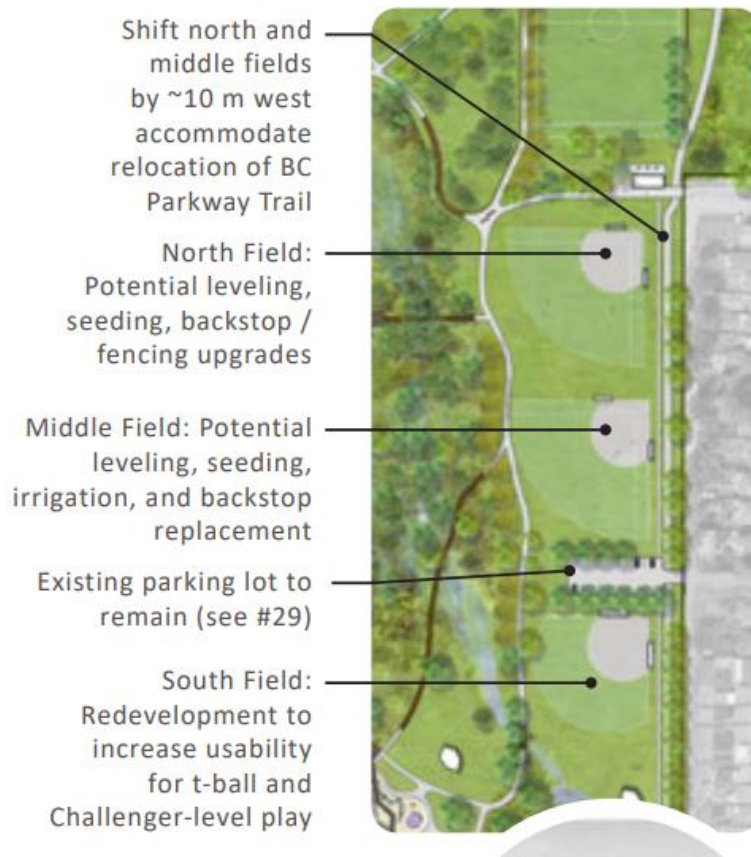 Shift north and
middle fields
by ~10 m west
accommodate
relocation of BC
Parkway Trail
North Field:
Potential leveling,
seeding, backstop /
fencing upgrades
Middle Field: Potential
leveling, seeding,
irrigation, and backstop
replacement
Existing parking lot to
remain (see #29)
South Field:
Redevelopment to
increase usability
for t-ball and
Challenger-level play